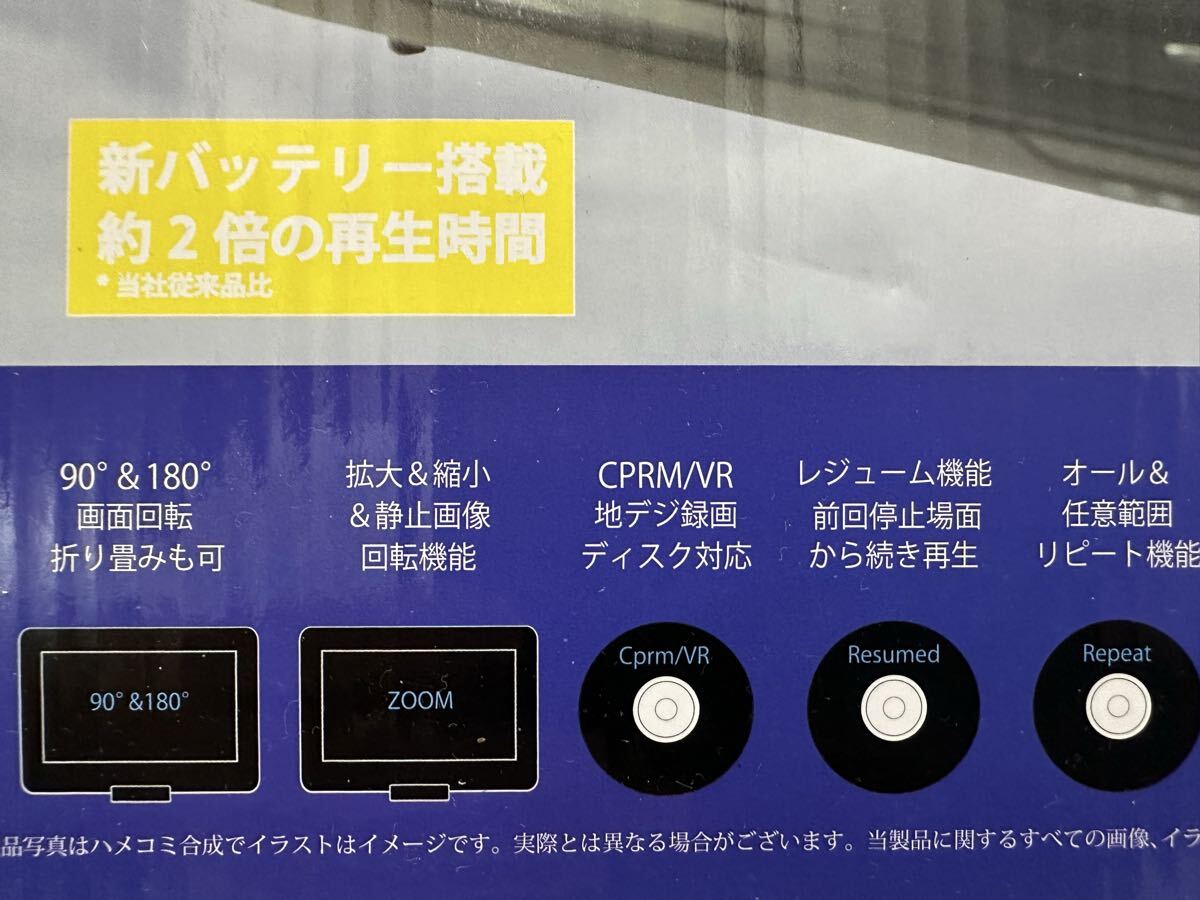 新バッテリー搭載
約2倍の再生時間
*当社従来品比
90°&180°
画面回転
折り畳みも可
拡大&縮小
&静止画像
回転機能
CPRM/VR
地デジ録画
ディスク対応
レジューム機能
前回停止場面
から続き再生
オール&
任意範囲
リピート機能
90°&180°
ZOOM
Cprm/VR
Resumed
Repeat
品写真はハメコミ合成でイラストはイメージです。実際とは異なる場合がございます。当製品に関するすべての画像、イラ